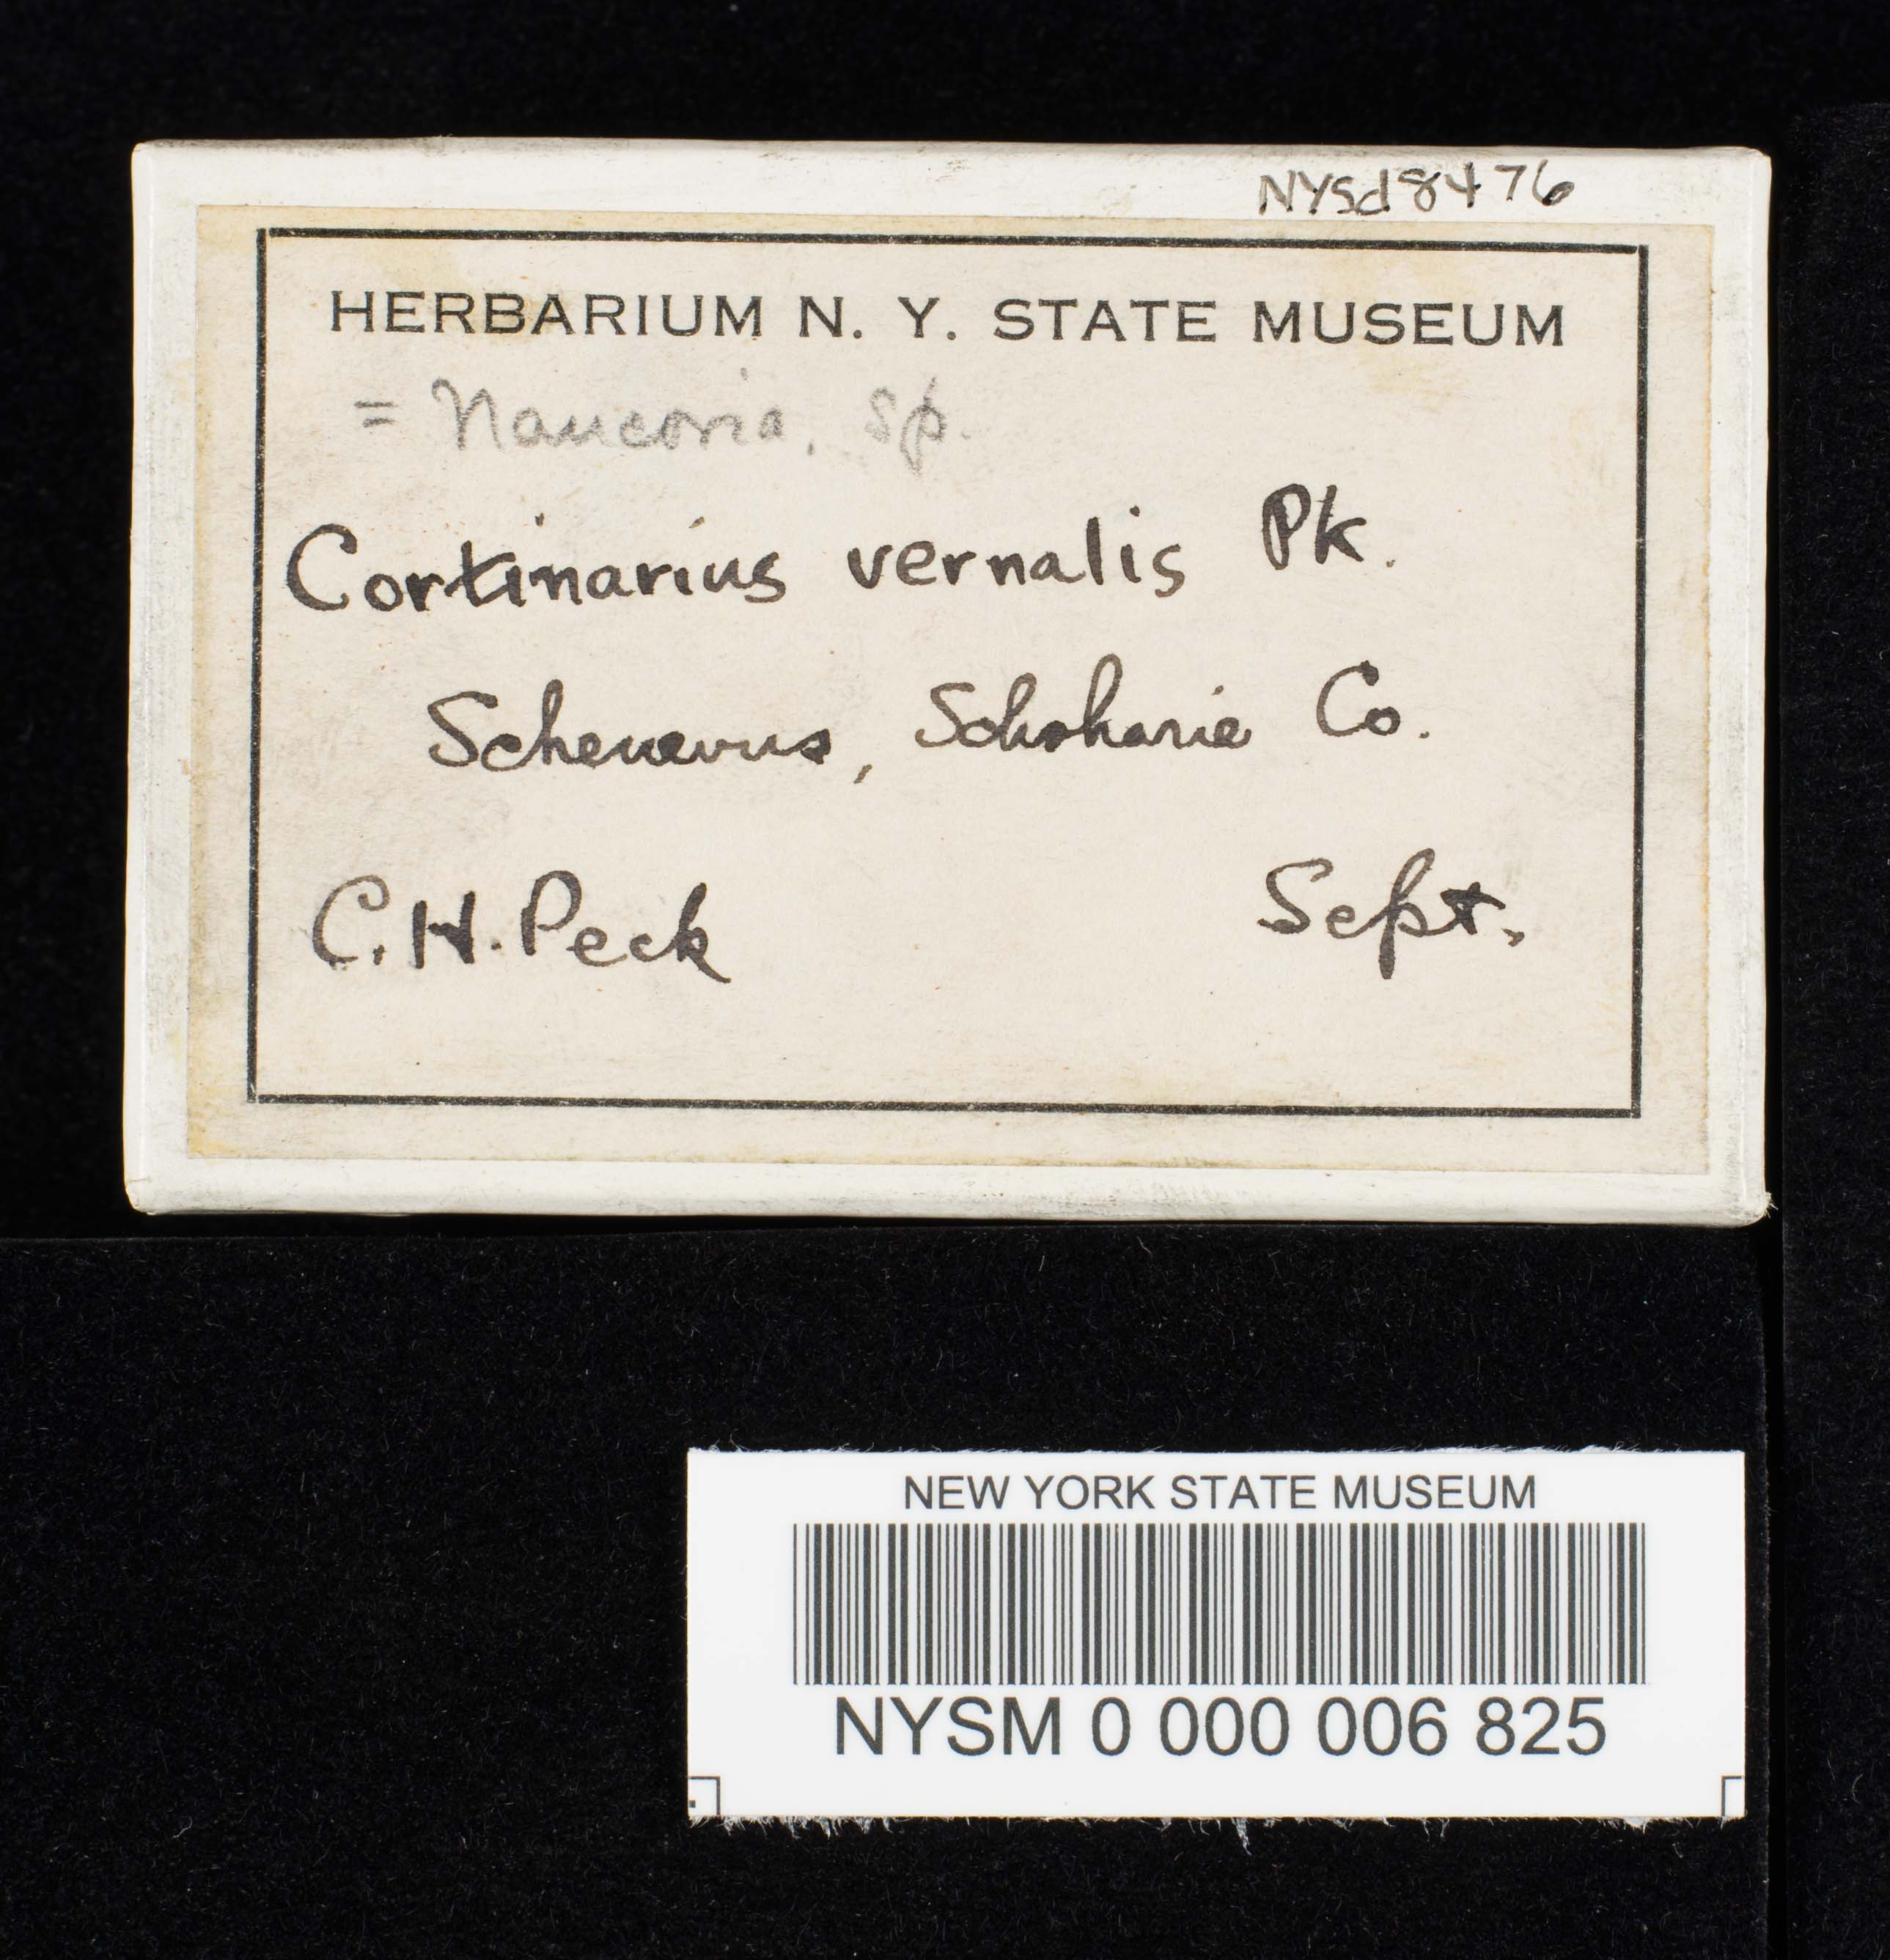 NYSd8476
HERBARIUM N. Y. STATE MUSEUM
= Naucoria, sp.
Cortinarius vernalis Pk.
Schenevus, Schoharie Co.
C. H. Peck Sept.
NEW YORK STATE MUSEUM
NYSM 0 000 006 825